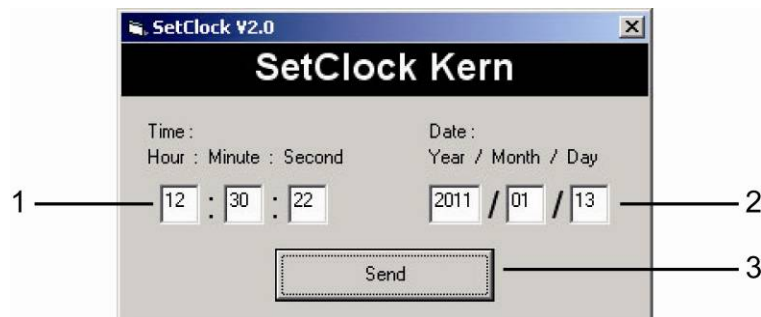 SetClock V2.0
SetClock Kern
Time : Date :
Hour : Minute : Second Year / Month / Day
1 12 : 30 : 22 2011 / 01 / 13 2
Send 3